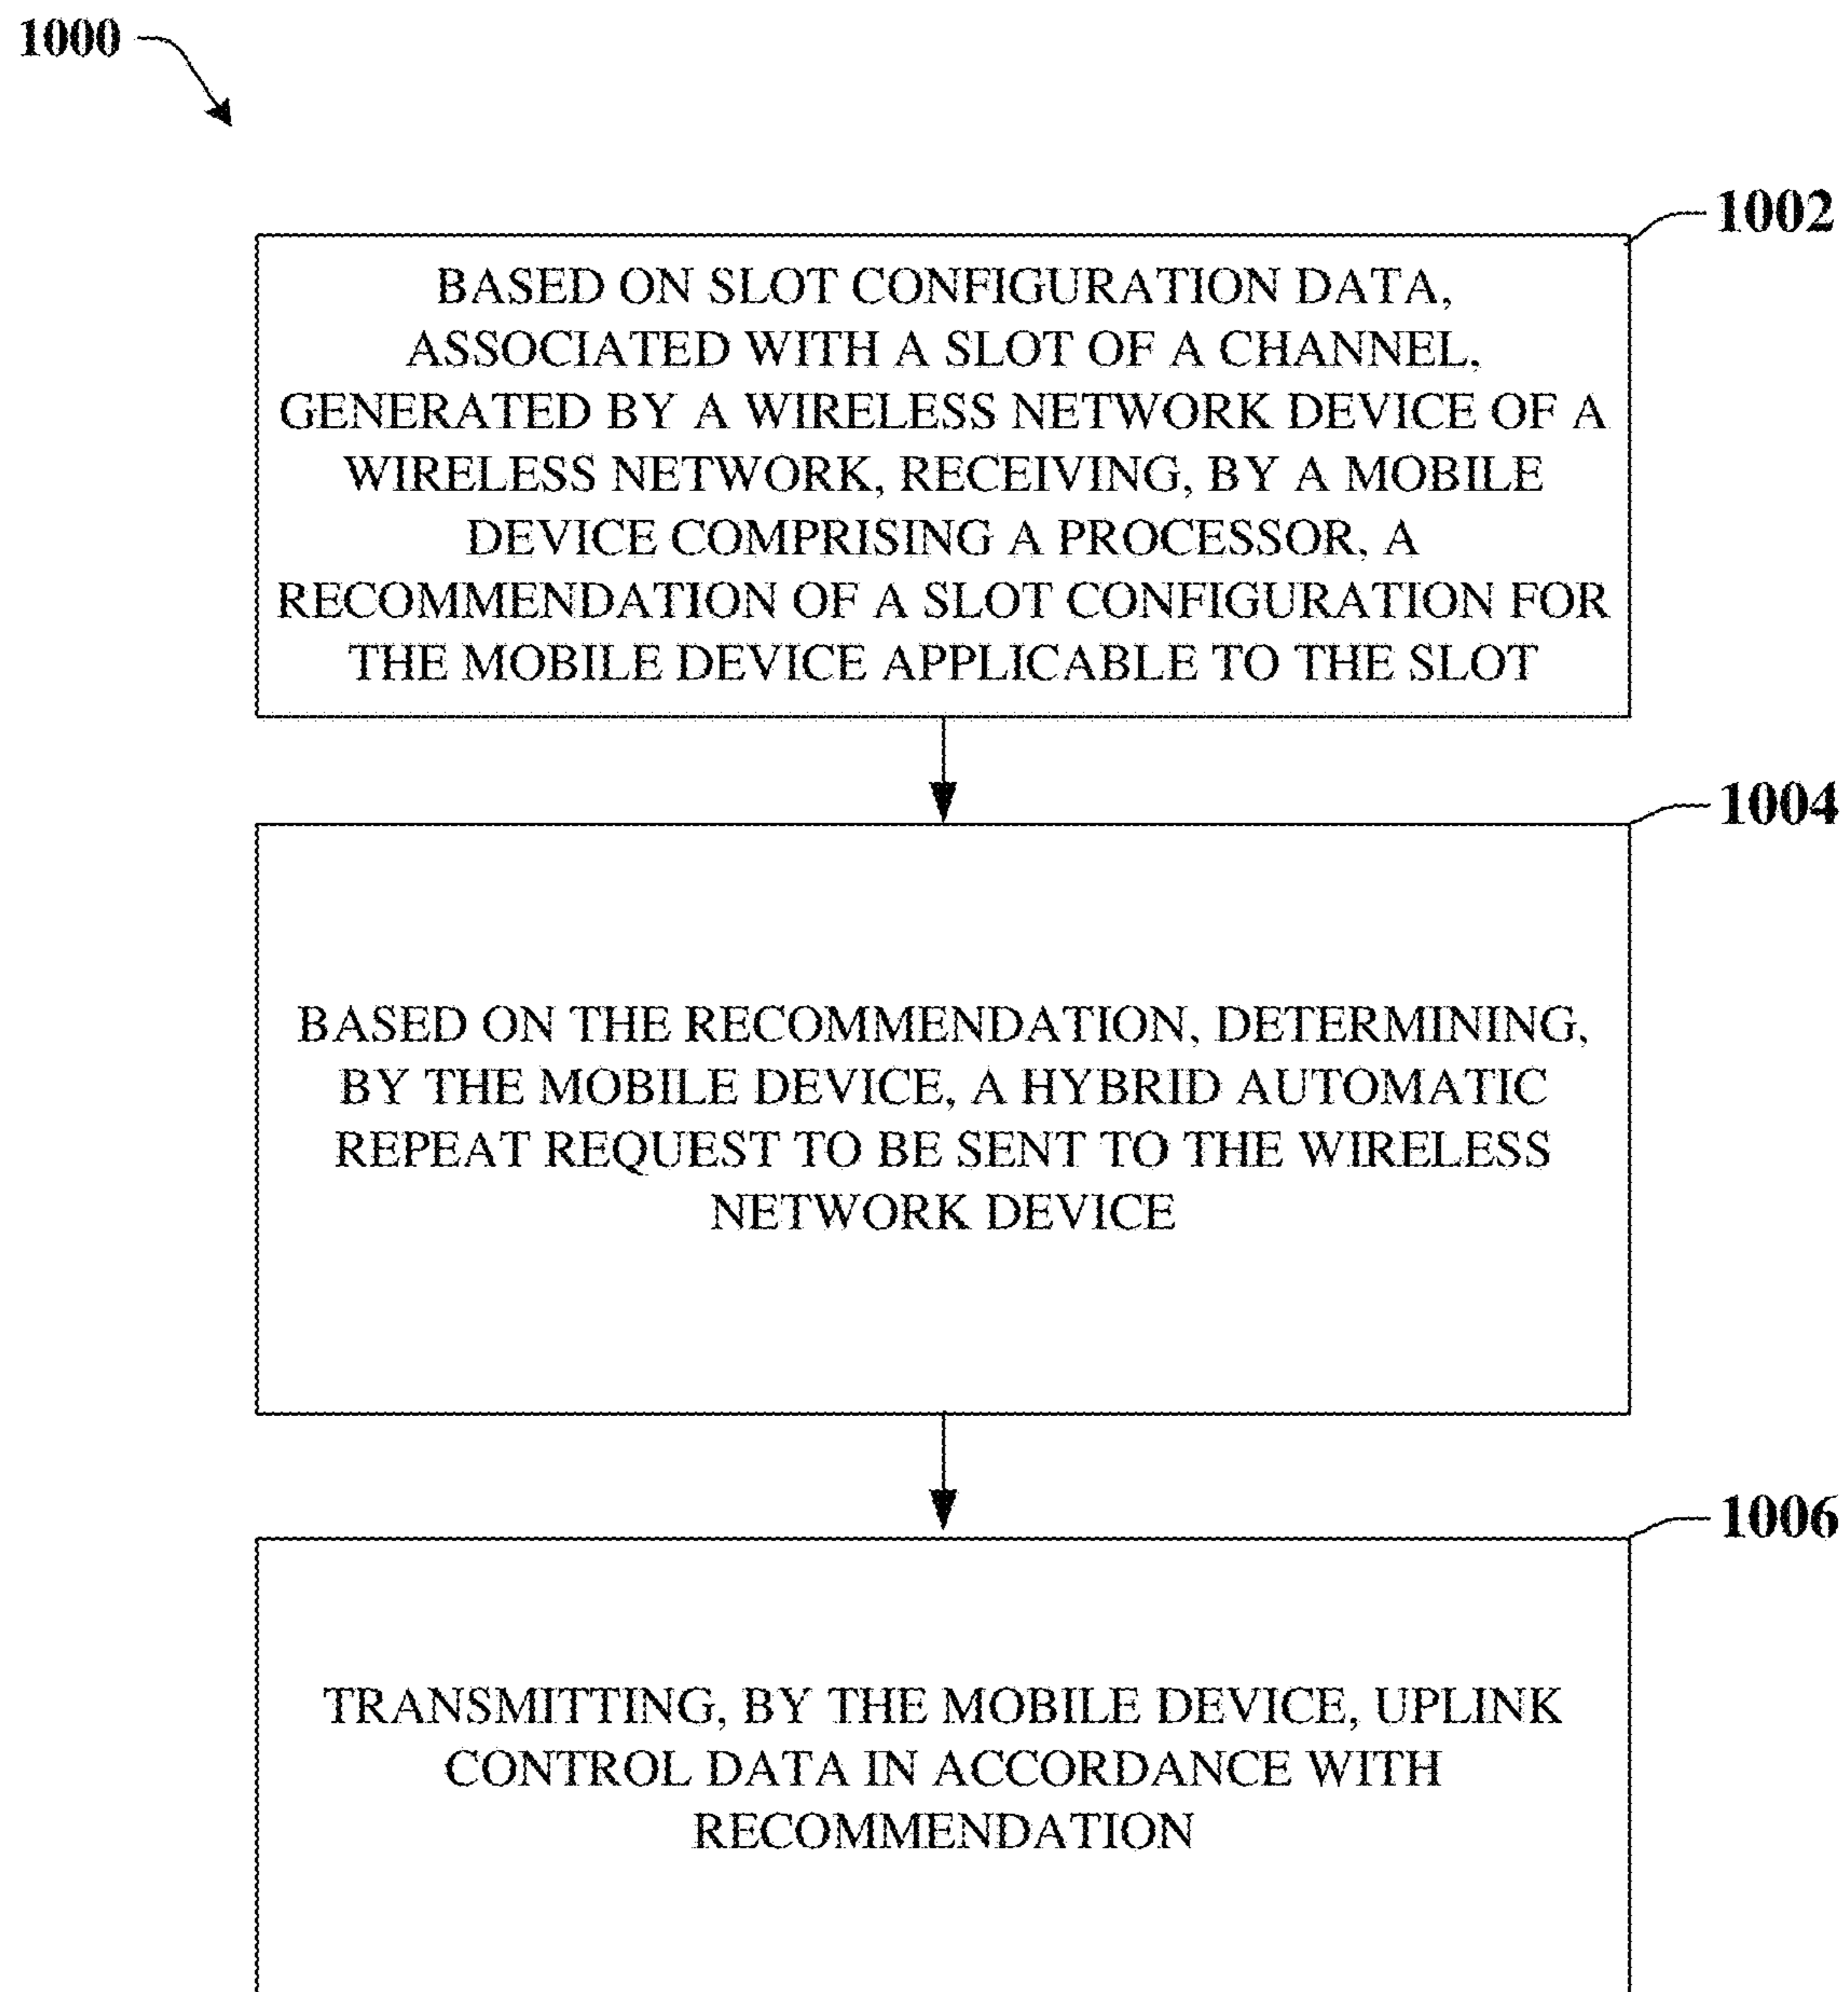 1000
1002
BASED ON SLOT CONFIGURATION DATA,
ASSOCIATED WITH A SLOT OF A CHANNEL,
GENERATED BY A WIRELESS NETWORK DEVICE OF A
WIRELESS NETWORK, RECEIVING, BY A MOBILE
DEVICE COMPRISING A PROCESSOR, A
RECOMMENDATION OF A SLOT CONFIGURATION FOR
THE MOBILE DEVICE APPLICABLE TO THE SLOT
1004
BASED ON THE RECOMMENDATION, DETERMINING,
BY THE MOBILE DEVICE, A HYBRID AUTOMATIC
REPEAT REQUEST TO BE SENT TO THE WIRELESS
NETWORK DEVICE
1006
TRANSMITTING, BY THE MOBILE DEVICE, UPLINK
CONTROL DATA IN ACCORDANCE WITH
RECOMMENDATION